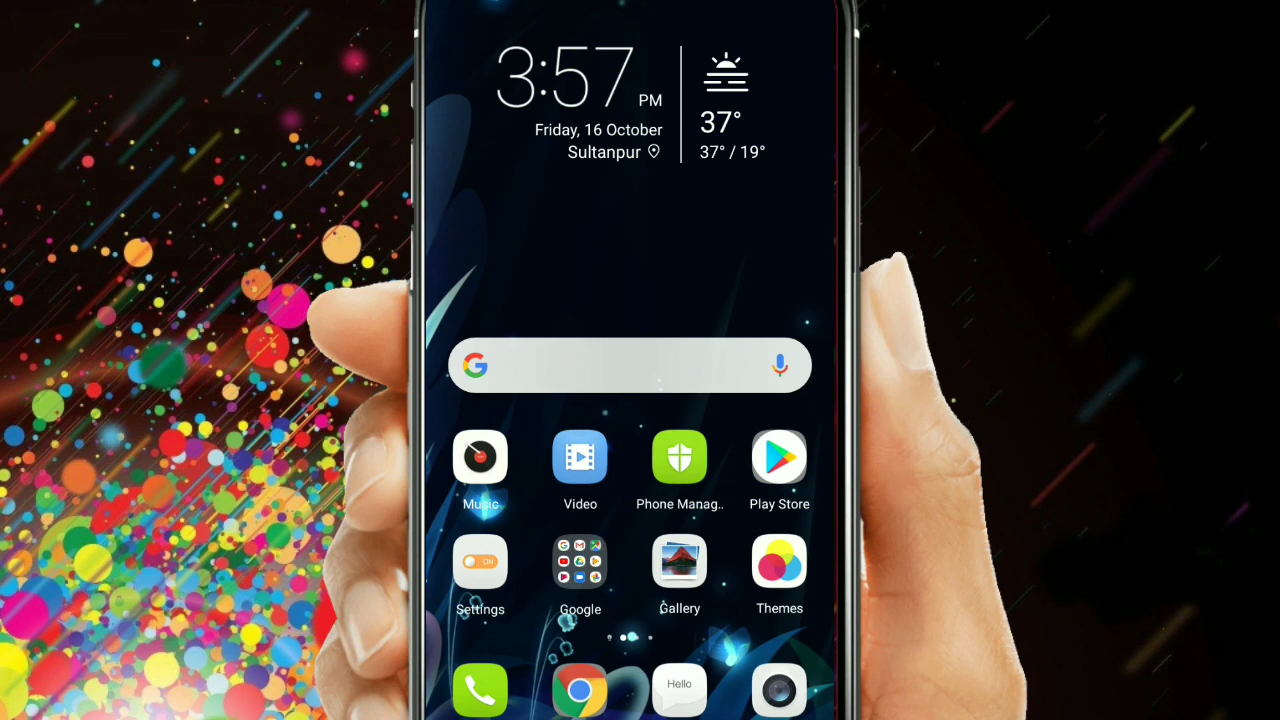 3:57 PM
Friday, 16 October
Sultanpur
37°
37° / 19°
Music
Video
Phone Manag..
Play Store
ON
Settings
Google
Gallery
Themes
Hello